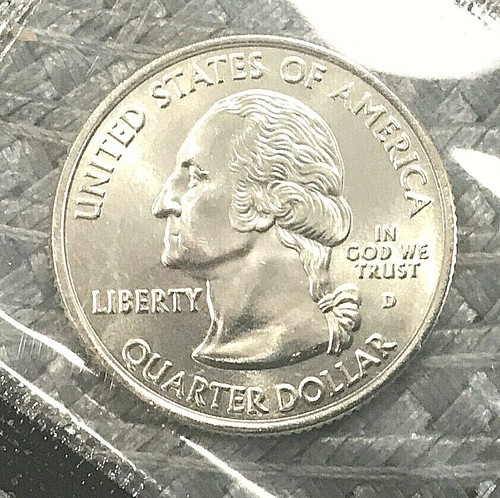 UNITED STATES OF AMERICA
LIBERTY
IN
GOD WE
TRUST
D
QUARTER DOLLAR